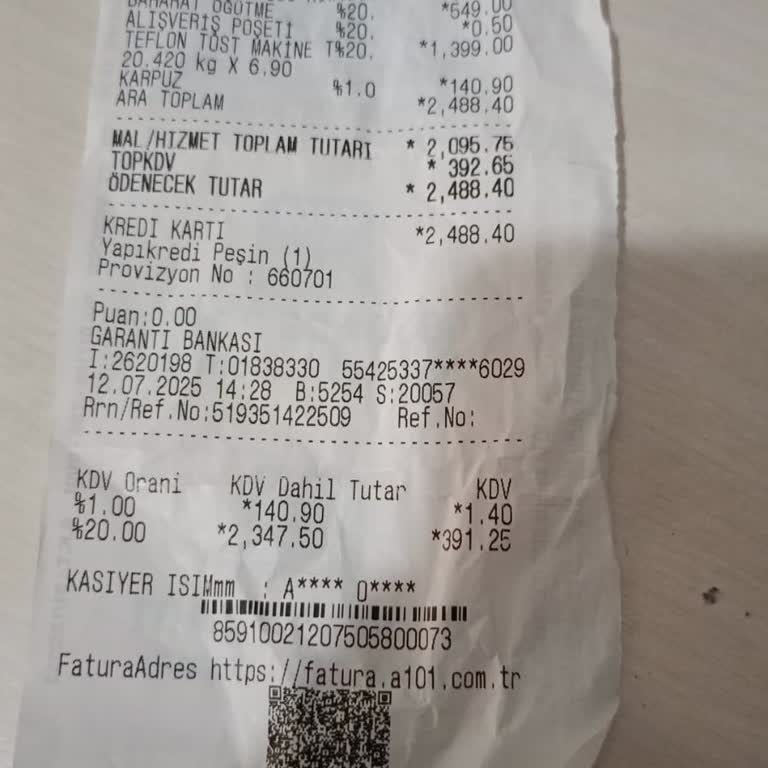 BAHARAT ÖĞÜTME %20. *549.00
ALIŞVERİŞ POŞETİ %20. *0.50
TEFLON TOST MAKİNE T%20. *1,399.00
20.420 kg X 6.90
KARPUZ %1.0 *140.90
ARA TOPLAM *2,488.40
MAL/HİZMET TOPLAM TUTARI * 2,095.75
TOPKDV * 392.65
ÖDENECEK TUTAR * 2,488.40
KREDİ KARTI *2,488.40
Yapıkredi Peşin (1)
Provizyon No : 660701
Puan:0.00
GARANTİ BANKASI
I:2620198 T:01838330 55425337****6029
12.07.2025 14:28 B:5254 S:20057
Rrn/Ref.No:519351422509 Ref.No:
KDV Oranı KDV Dahil Tutar KDV
%1.00 *140.90 *1.40
%20.00 *2,347.50 *391.25
KASIYER ISIMmm : A**** O****
85910021207505800073
FaturaAdres https://fatura.a101.com.tr